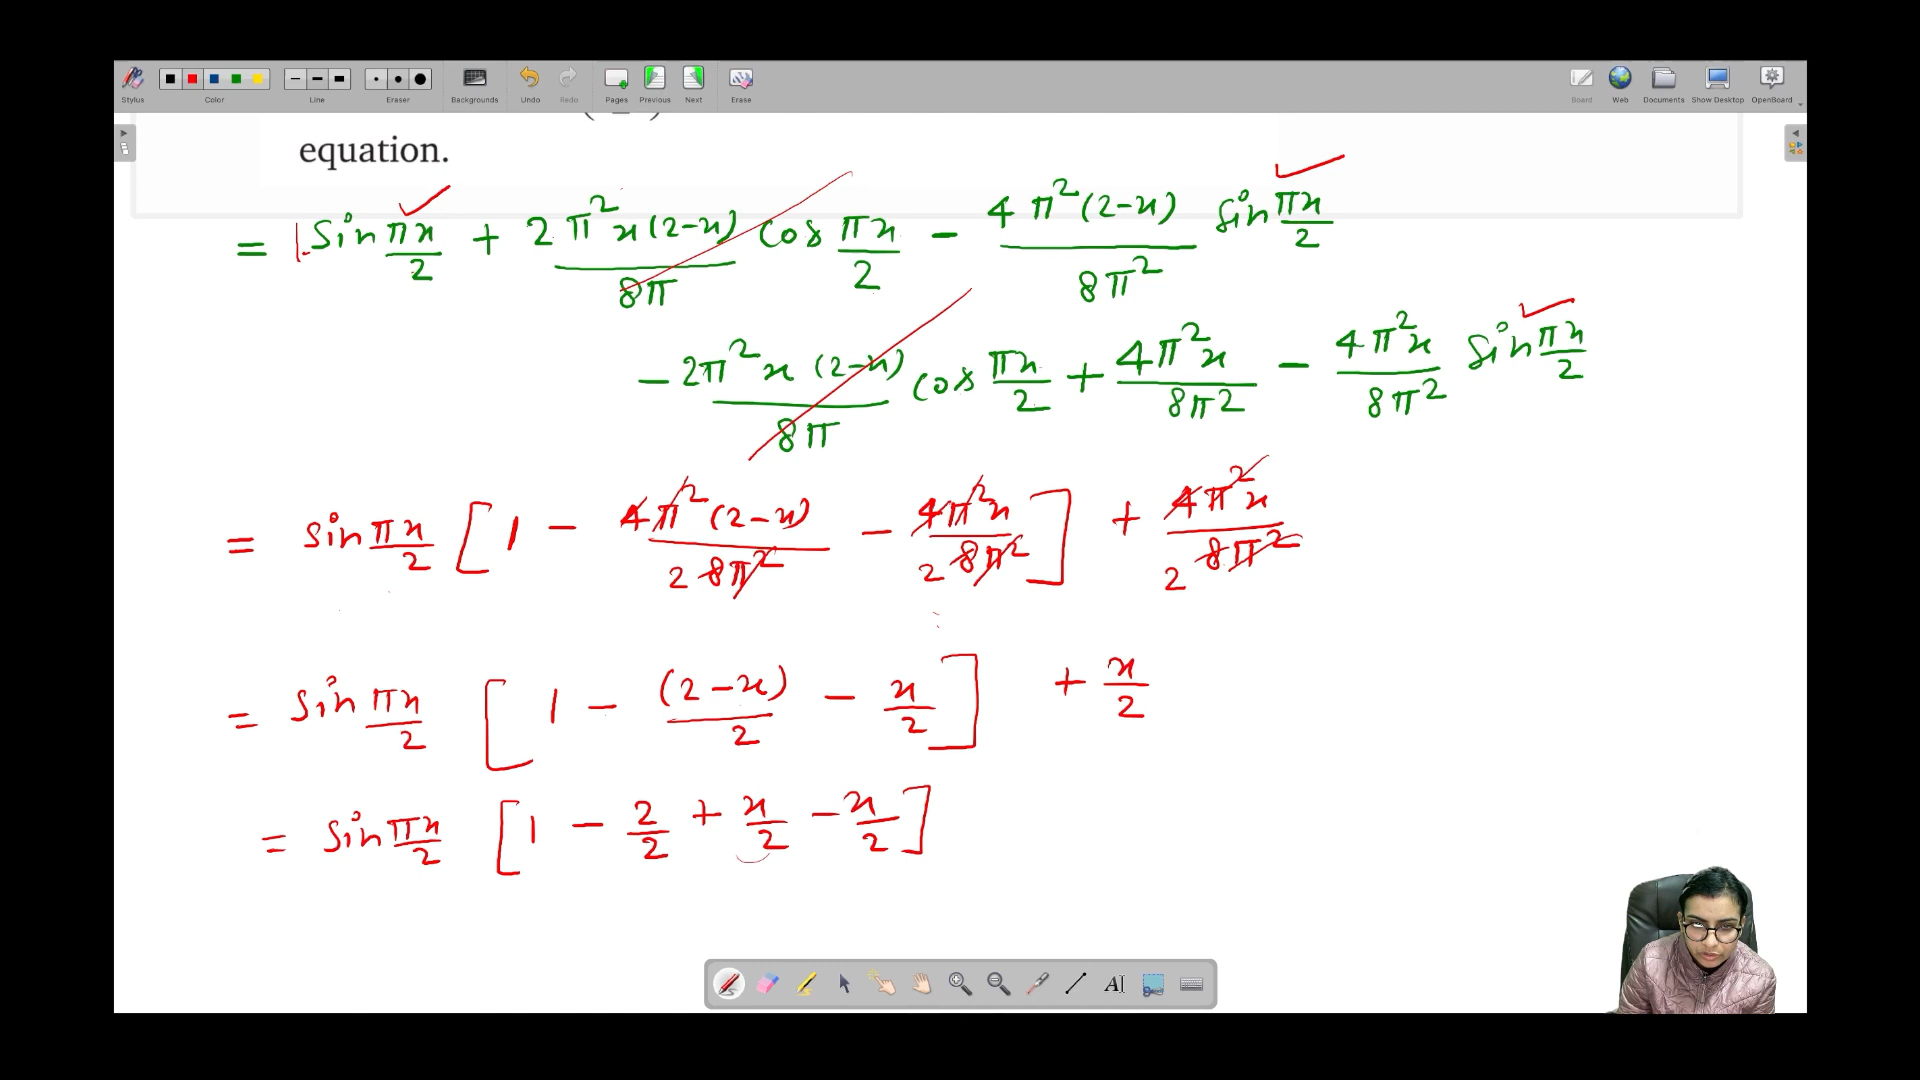 Stylus Color Line Eraser Backgrounds Undo Redo Pages Previous Next Erase Board Web Documents Show Desktop OpenBoard
equation.
= 1. sin πx/2 + 2π²x(2-x)/8π cos πx/2 - 4π²(2-x)/8π² sin πx/2
- 2π²x(2-x)/8π cos πx/2 + 4π²x/8π² - 4π²x/8π² sin πx/2
= sin πx/2 [1 - 4π²(2-x)/2 8π² - 4π²x/2 8π²] + 4π²x/2 8π²
= sin πx/2 [1 - (2-x)/2 - x/2] + x/2
= sin πx/2 [1 - 2/2 + x/2 - x/2]